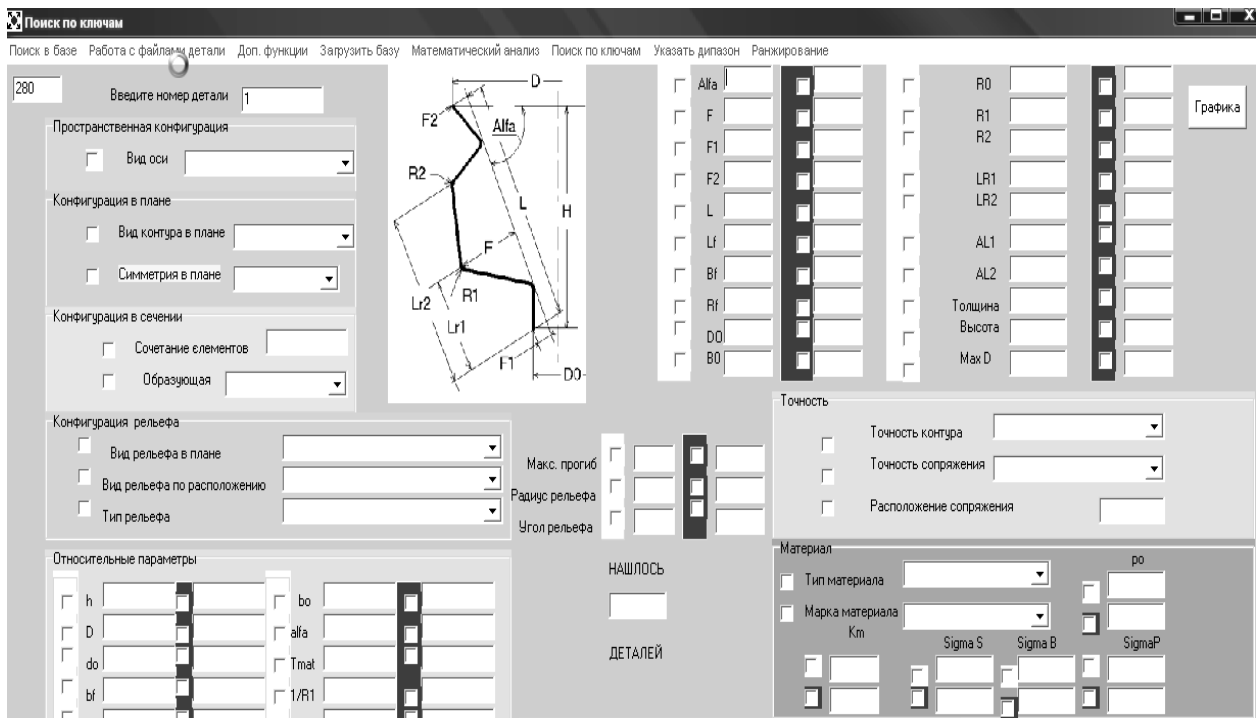 Поиск по ключам
Поиск в базе Работа с файлами детали Доп. функции Загрузить базу Математический анализ Поиск по ключам Указать дипазон Ранжирование
280
Введите номер детали 1
Пространственная конфигурация
Вид оси
Конфигурация в плане
Вид контура в плане
Симметрия в плане
Конфигурация в сечении
Сочетание елементов
Образующая
Конфигурация рельефа
Вид рельефа в плане
Вид рельефа по расположению
Тип рельефа
Относительные параметры
h
D
do
bf
bo
alfa
Tmat
1/R1
D
F2
Alfa
R2
L
H
F
Lr2
R1
Lr1
F1
D0
Alfa
F
F1
F2
L
Lf
Bf
Rf
D0
B0
R0
R1
R2
LR1
LR2
AL1
AL2
Толщина
Высота
Max D
Графика
Макс. прогиб
Радиус рельефа
Угол рельефа
НАШЛОСЬ
ДЕТАЛЕЙ
Точность
Точность контура
Точность сопряжения
Расположение сопряжения
Материал
Тип материала
Марка материала
po
Km
Sigma S
Sigma B
SigmaP